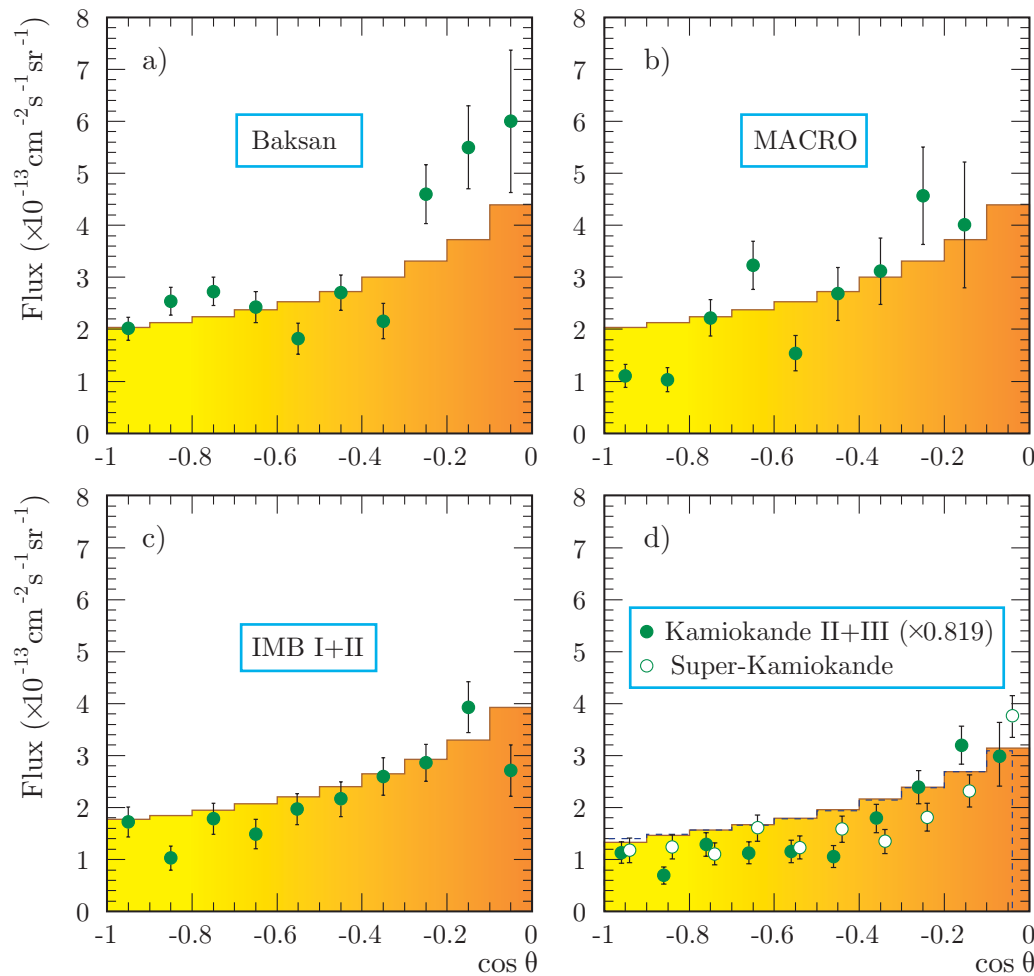 a)
Baksan
Flux (×10⁻¹³cm⁻²s⁻¹sr⁻¹)
8
7
6
5
4
3
2
1
0
-1 -0.8 -0.6 -0.4 -0.2 0
b)
MACRO
8
7
6
5
4
3
2
1
0
-1 -0.8 -0.6 -0.4 -0.2 0
c)
IMB I+II
Flux (×10⁻¹³cm⁻²s⁻¹sr⁻¹)
8
7
6
5
4
3
2
1
0
-1 -0.8 -0.6 -0.4 -0.2 0
cos θ
d)
Kamiokande II+III (×0.819)
Super-Kamiokande
8
7
6
5
4
3
2
1
0
-1 -0.8 -0.6 -0.4 -0.2 0
cos θ